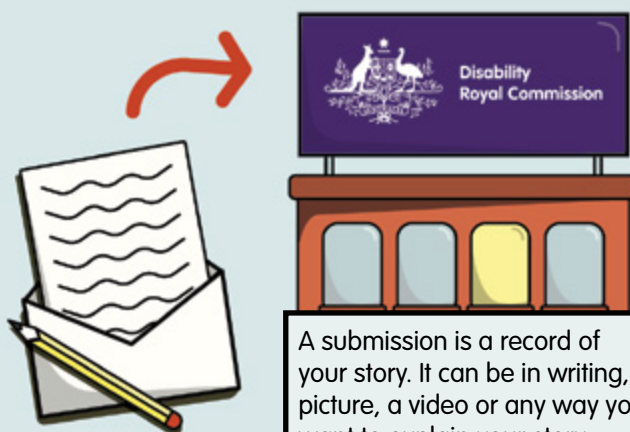 Disability
Royal Commission
A submission is a record of
your story. It can be in writing,
picture, a video or any way